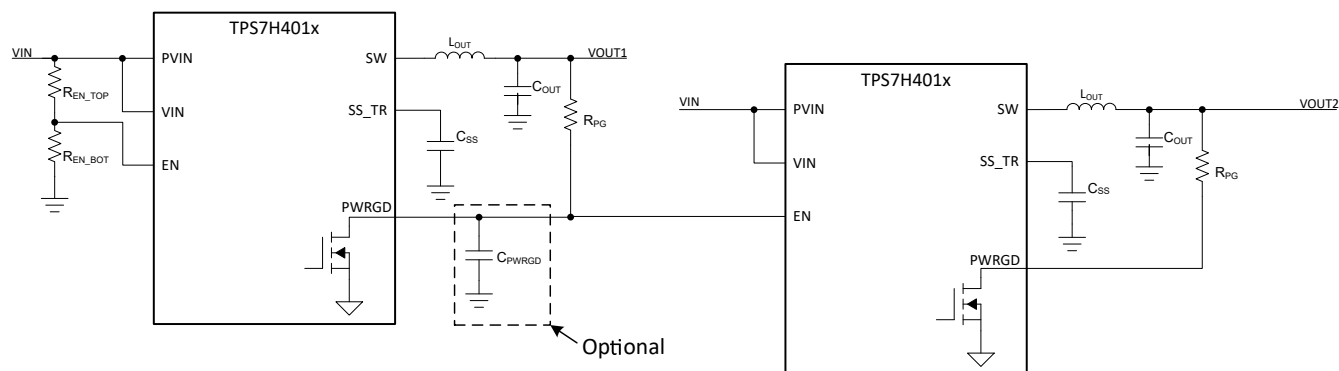 TPS7H401x
VIN
PVIN
VIN
EN
SW
SS_TR
PWRGD
LOUT
VOUT1
COUT
CSS
RPG
REN_TOP
REN_BOT
CPWRGD
Optional
TPS7H401x
VIN
PVIN
VIN
EN
SW
SS_TR
PWRGD
LOUT
VOUT2
COUT
CSS
RPG